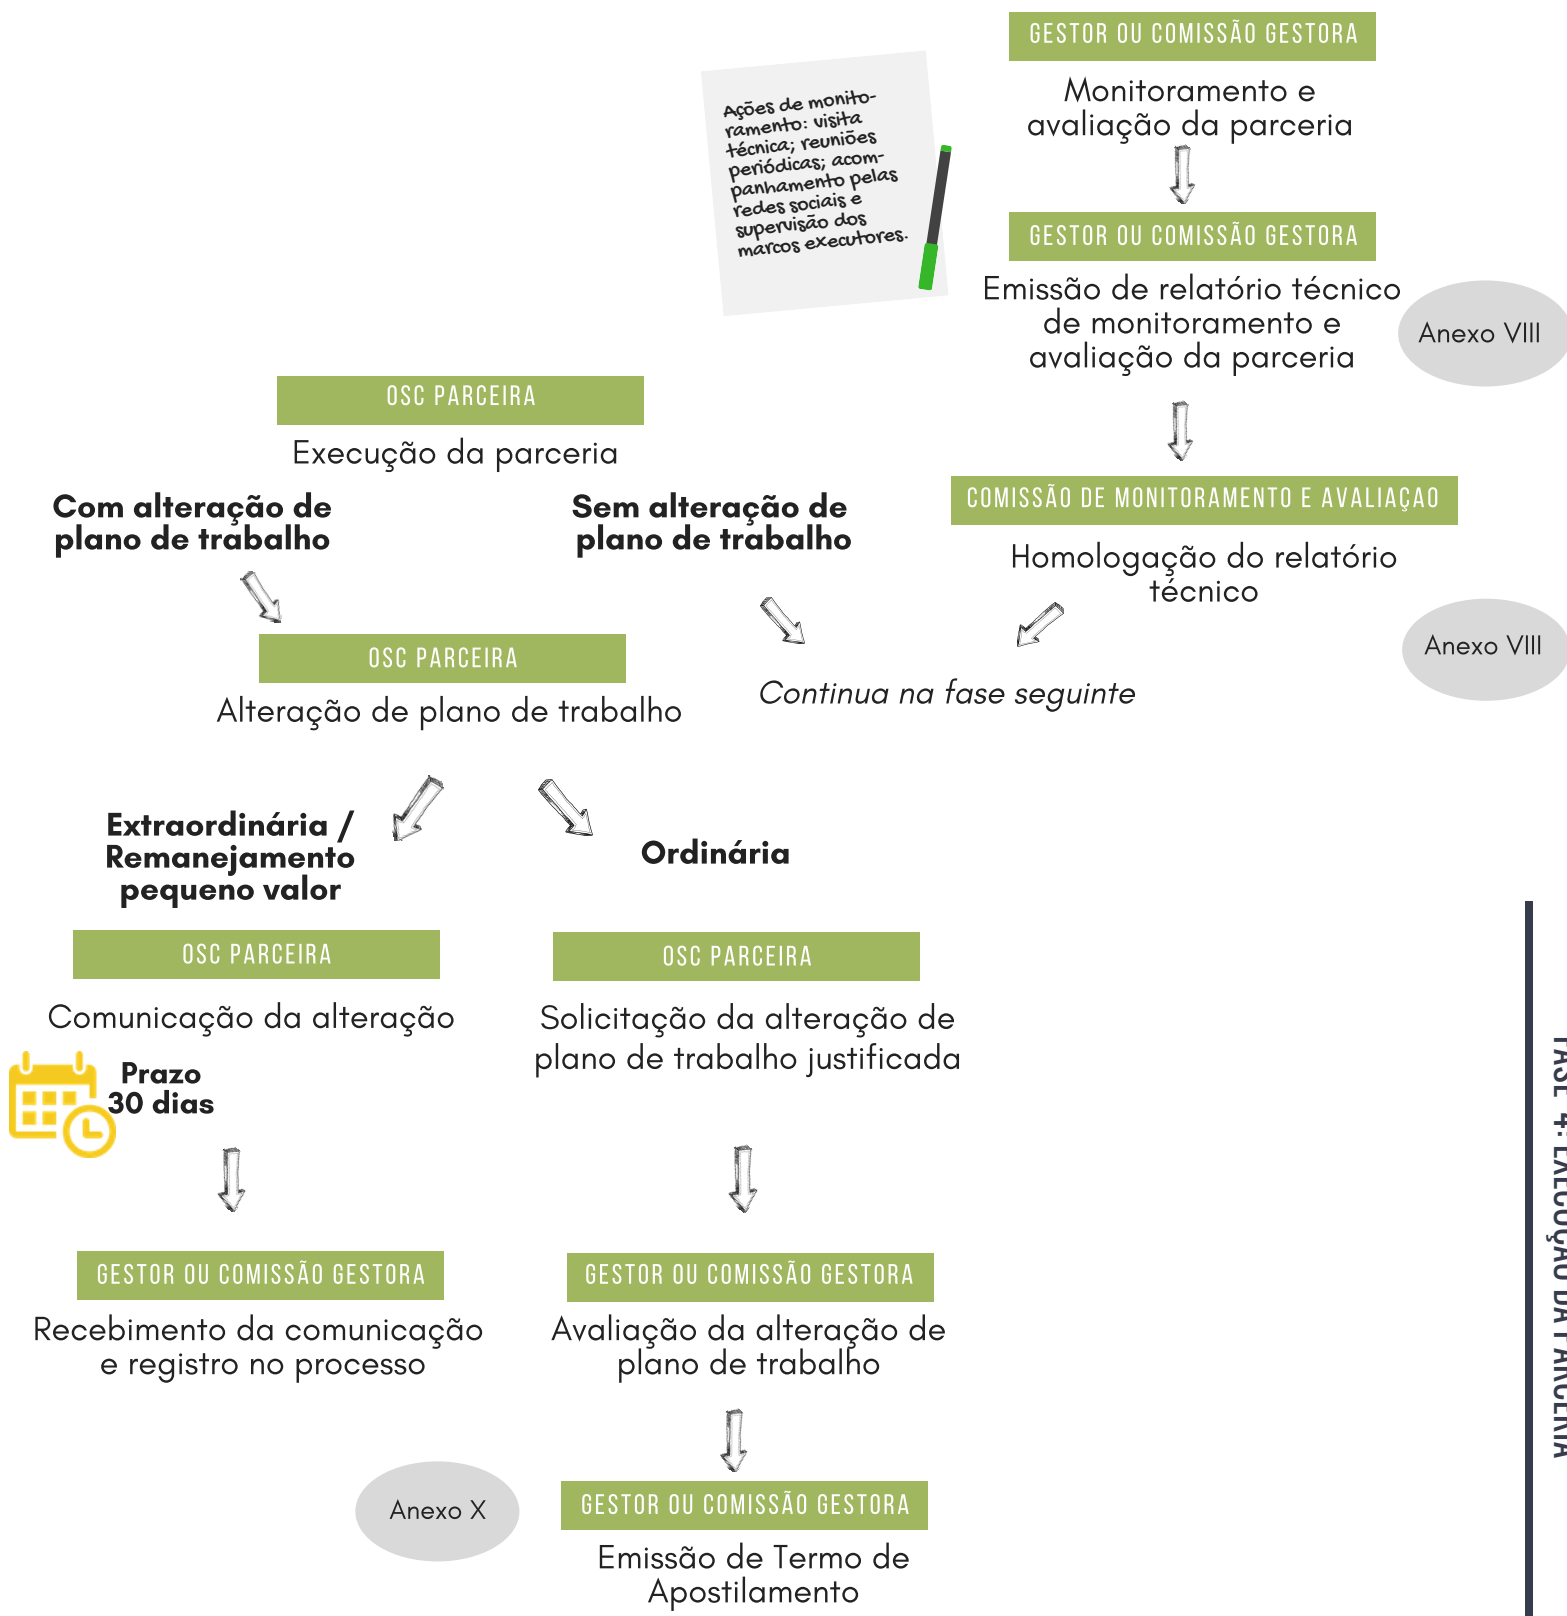 GESTOR OU COMISSÃO GESTORA
Monitoramento e
avaliação da parceria
Ações de monito-
ramento: visita
técnica; reuniões
periódicas; acom-
panhamento pelas
redes sociais e
supervisão dos
marcos executores.
GESTOR OU COMISSÃO GESTORA
Emissão de relatório técnico
de monitoramento e
avaliação da parceria
Anexo VIII
OSC PARCEIRA
Execução da parceria
Com alteração de
plano de trabalho
Sem alteração de
plano de trabalho
COMISSÃO DE MONITORAMENTO E AVALIAÇAO
Homologação do relatório
técnico
Anexo VIII
OSC PARCEIRA
Alteração de plano de trabalho
Continua na fase seguinte
Extraordinária /
Remanejamento
pequeno valor
Ordinária
OSC PARCEIRA
Comunicação da alteração
Prazo
30 dias
OSC PARCEIRA
Solicitação da alteração de
plano de trabalho justificada
GESTOR OU COMISSÃO GESTORA
Recebimento da comunicação
e registro no processo
GESTOR OU COMISSÃO GESTORA
Avaliação da alteração de
plano de trabalho
Anexo X
GESTOR OU COMISSÃO GESTORA
Emissão de Termo de
Apostilamento
FASE 4: EXECUÇÃO DA PARCERIA